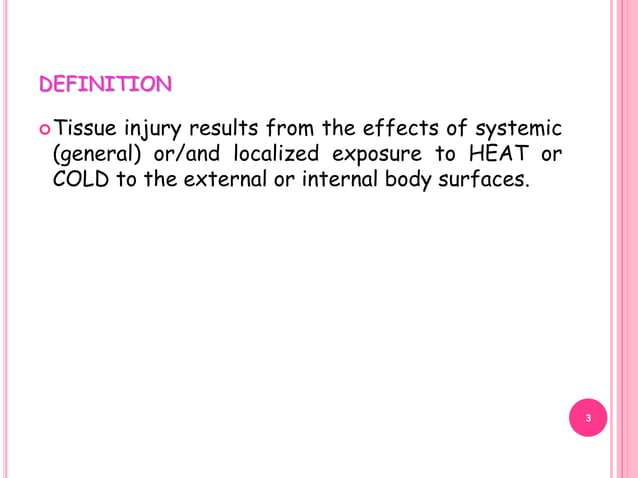 DEFINITION
Tissue injury results from the effects of systemic
(general) or/and localized exposure to HEAT or
COLD to the external or internal body surfaces.
3